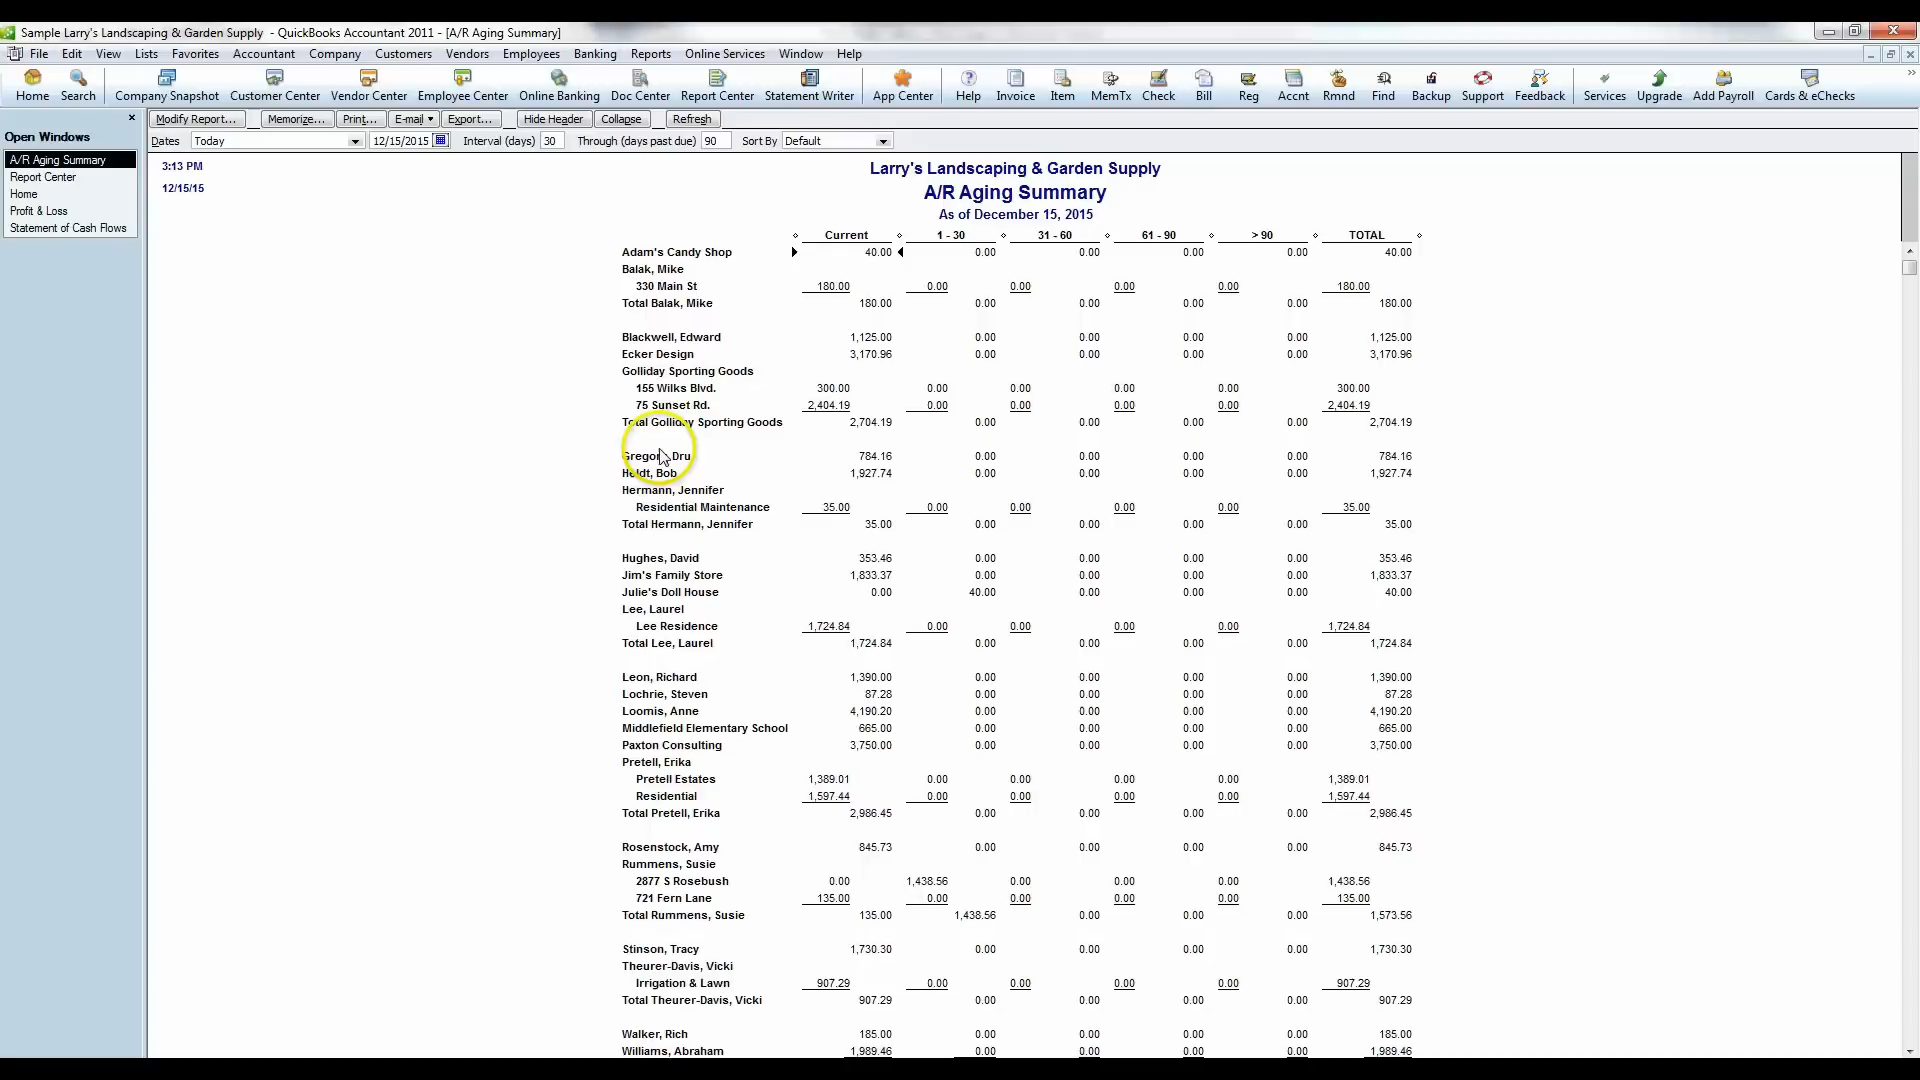 Sample Larry's Landscaping & Garden Supply - QuickBooks Accountant 2011 - [A/R Aging Summary]
File Edit View Lists Favorites Accountant Company Customers Vendors Employees Banking Reports Online Services Window Help
Home Search Company Snapshot Customer Center Vendor Center Employee Center Online Banking Doc Center Report Center Statement Writer App Center Help Invoice Item MemTx Check Bill Reg Accnt Rmnd Find Backup Support Feedback Services Upgrade Add Payroll Cards & eChecks
Modify Report... Memorize... Print... E-mail Export... Hide Header Collapse Refresh
Dates Today 12/15/2015 Interval (days) 30 Through (days past due) 90 Sort By Default
Open Windows
A/R Aging Summary
Report Center
Home
Profit & Loss
Statement of Cash Flows
3:13 PM
12/15/15
Larry's Landscaping & Garden Supply
A/R Aging Summary
As of December 15, 2015
Current 1 - 30 31 - 60 61 - 90 > 90 TOTAL
Adam's Candy Shop 40.00 0.00 0.00 0.00 0.00 40.00
Balak, Mike
330 Main St 180.00 0.00 0.00 0.00 0.00 180.00
Total Balak, Mike 180.00 0.00 0.00 0.00 0.00 180.00
Blackwell, Edward 1,125.00 0.00 0.00 0.00 0.00 1,125.00
Ecker Design 3,170.96 0.00 0.00 0.00 0.00 3,170.96
Golliday Sporting Goods
155 Wilks Blvd. 300.00 0.00 0.00 0.00 0.00 300.00
75 Sunset Rd. 2,404.19 0.00 0.00 0.00 0.00 2,404.19
Total Golliday Sporting Goods 2,704.19 0.00 0.00 0.00 0.00 2,704.19
Gregory, Dru 784.16 0.00 0.00 0.00 0.00 784.16
Heldt, Bob 1,927.74 0.00 0.00 0.00 0.00 1,927.74
Hermann, Jennifer
Residential Maintenance 35.00 0.00 0.00 0.00 0.00 35.00
Total Hermann, Jennifer 35.00 0.00 0.00 0.00 0.00 35.00
Hughes, David 353.46 0.00 0.00 0.00 0.00 353.46
Jim's Family Store 1,833.37 0.00 0.00 0.00 0.00 1,833.37
Julie's Doll House 0.00 40.00 0.00 0.00 0.00 40.00
Lee, Laurel
Lee Residence 1,724.84 0.00 0.00 0.00 0.00 1,724.84
Total Lee, Laurel 1,724.84 0.00 0.00 0.00 0.00 1,724.84
Leon, Richard 1,390.00 0.00 0.00 0.00 0.00 1,390.00
Lochrie, Steven 87.28 0.00 0.00 0.00 0.00 87.28
Loomis, Anne 4,190.20 0.00 0.00 0.00 0.00 4,190.20
Middlefield Elementary School 665.00 0.00 0.00 0.00 0.00 665.00
Paxton Consulting 3,750.00 0.00 0.00 0.00 0.00 3,750.00
Pretell, Erika
Pretell Estates 1,389.01 0.00 0.00 0.00 0.00 1,389.01
Residential 1,597.44 0.00 0.00 0.00 0.00 1,597.44
Total Pretell, Erika 2,986.45 0.00 0.00 0.00 0.00 2,986.45
Rosenstock, Amy 845.73 0.00 0.00 0.00 0.00 845.73
Rummens, Susie
2877 S Rosebush 0.00 1,438.56 0.00 0.00 0.00 1,438.56
721 Fern Lane 135.00 0.00 0.00 0.00 0.00 135.00
Total Rummens, Susie 135.00 1,438.56 0.00 0.00 0.00 1,573.56
Stinson, Tracy 1,730.30 0.00 0.00 0.00 0.00 1,730.30
Theurer-Davis, Vicki
Irrigation & Lawn 907.29 0.00 0.00 0.00 0.00 907.29
Total Theurer-Davis, Vicki 907.29 0.00 0.00 0.00 0.00 907.29
Walker, Rich 185.00 0.00 0.00 0.00 0.00 185.00
Williams, Abraham 1,989.46 0.00 0.00 0.00 0.00 1,989.46